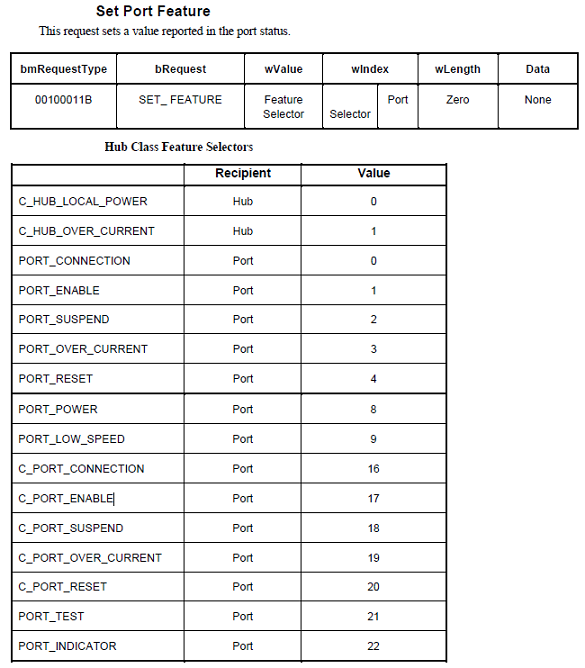 Set Port Feature
This request sets a value reported in the port status.
bmRequestType bRequest wValue wIndex wLength Data
00100011B SET_ FEATURE Feature Selector Selector Port Zero None
Hub Class Feature Selectors
Recipient Value
C_HUB_LOCAL_POWER Hub 0
C_HUB_OVER_CURRENT Hub 1
PORT_CONNECTION Port 0
PORT_ENABLE Port 1
PORT_SUSPEND Port 2
PORT_OVER_CURRENT Port 3
PORT_RESET Port 4
PORT_POWER Port 8
PORT_LOW_SPEED Port 9
C_PORT_CONNECTION Port 16
C_PORT_ENABLE Port 17
C_PORT_SUSPEND Port 18
C_PORT_OVER_CURRENT Port 19
C_PORT_RESET Port 20
PORT_TEST Port 21
PORT_INDICATOR Port 22